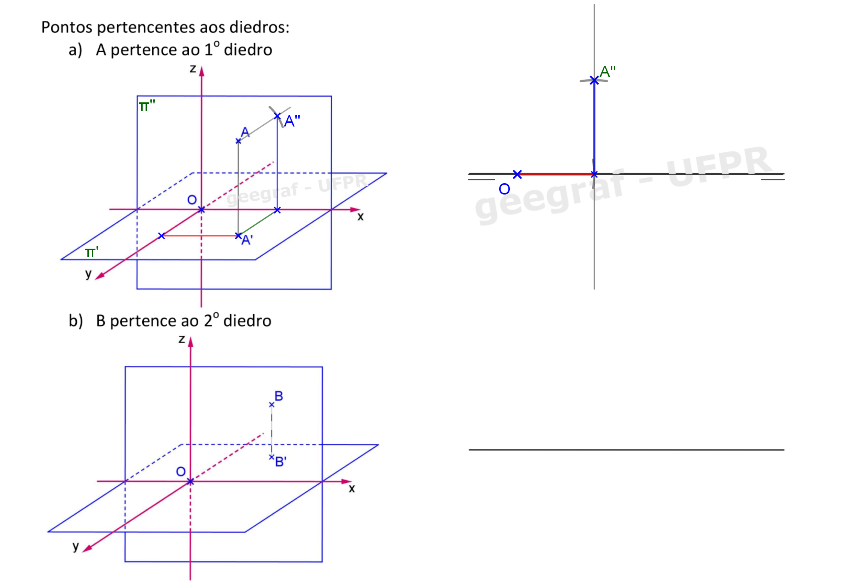 Pontos pertencentes aos diedros:
a) A pertence ao 1º diedro
z
π"
A
A"
O
geegraf - UFPR
x
A'
π'
y
A"
O
geegraf - UFPR
b) B pertence ao 2º diedro
z
B
B'
O
x
y